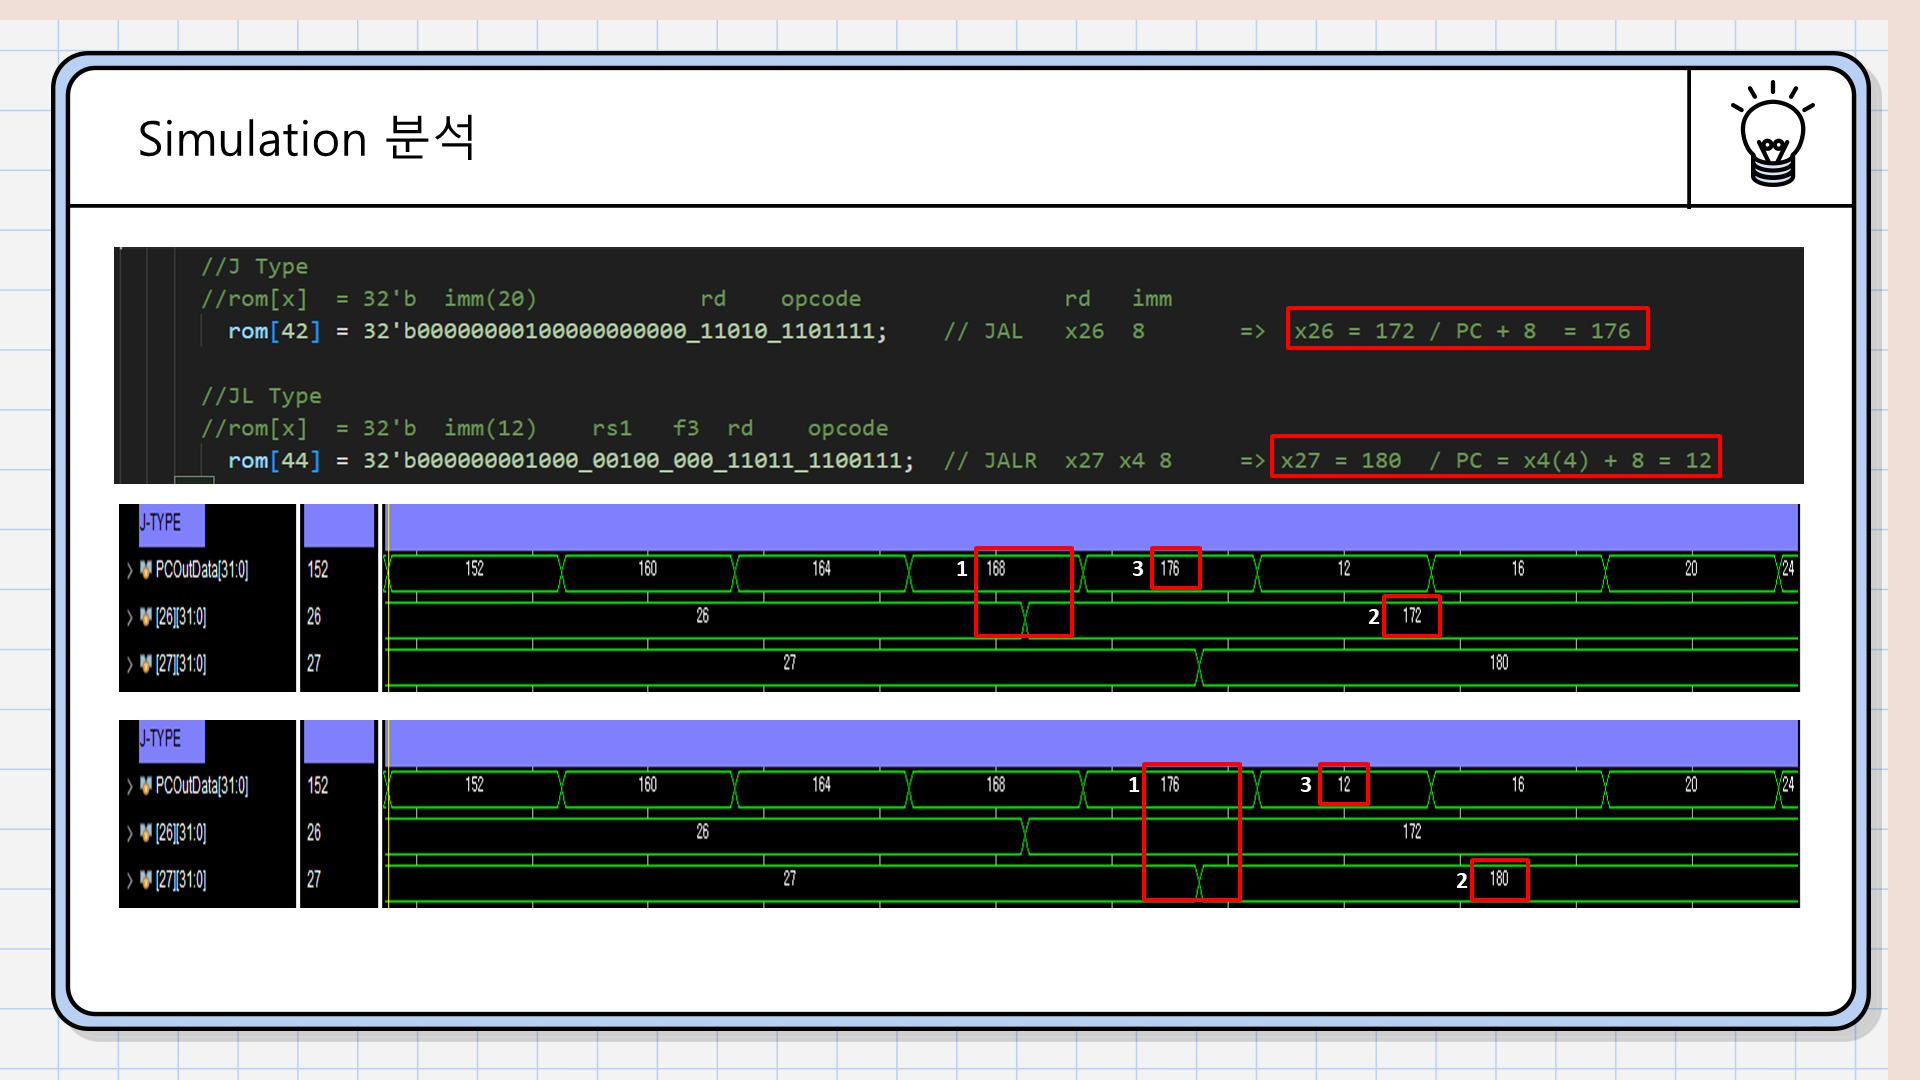 Simulation 분석
//J Type
//rom[x] = 32'b imm(20) rd opcode rd imm
rom[42] = 32'b00000000100000000000_11010_1101111; // JAL x26 8 => x26 = 172 / PC + 8 = 176
//JL Type
//rom[x] = 32'b imm(12) rs1 f3 rd opcode
rom[44] = 32'b000000001000_00100_000_11011_1100111; // JALR x27 x4 8 => x27 = 180 / PC = x4(4) + 8 = 12
J-TYPE
PCOutData[31:0] 152 152 160 164 1 168 3 176 12 16 20 24
[26][31:0] 26 26 2 172
[27][31:0] 27 27 180
J-TYPE
PCOutData[31:0] 152 152 160 164 168 1 176 3 12 16 20 24
[26][31:0] 26 26 172
[27][31:0] 27 27 2 180